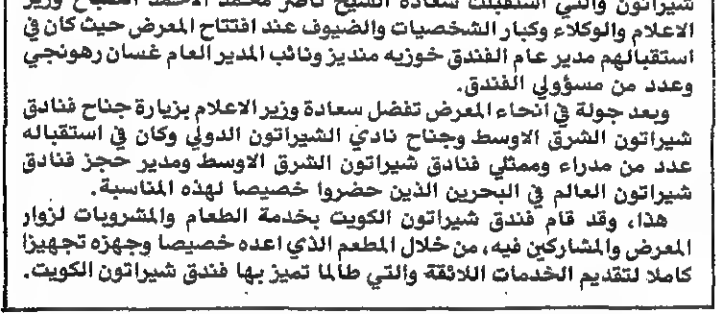 شيراتون والتي استقبلت سعادة الشيخ ناصر محمد الاحمد الصباح وزير
الاعلام والوكلاء وكبار الشخصيات والضيوف عند افتتاح المعرض حيث كان في
استقبالهم مدير عام الفندق خوزيه منديز ونائب المدير العام غسان رهونجي
وعدد من مسؤولي الفندق.
وبعد جولة في انحاء المعرض تفضل سعادة وزير الاعلام بزيارة جناح فنادق
شيراتون الشرق الاوسط وجناح نادي الشيراتون الدولي وكان في استقباله
عدد من مدراء وممثلي فنادق شيراتون الشرق الاوسط ومدير حجز فنادق
شيراتون العالم في البحرين الذين حضروا خصيصا لهذه المناسبة.
هذا، وقد قام فندق شيراتون الكويت بخدمة الطعام والمشروبات لزوار
المعرض والمشاركين فيه، من خلال المطعم الذي اعده خصيصا وجهزه تجهيزا
كاملا لتقديم الخدمات اللائقة والتي طالما تميز بها فندق شيراتون الكويت.